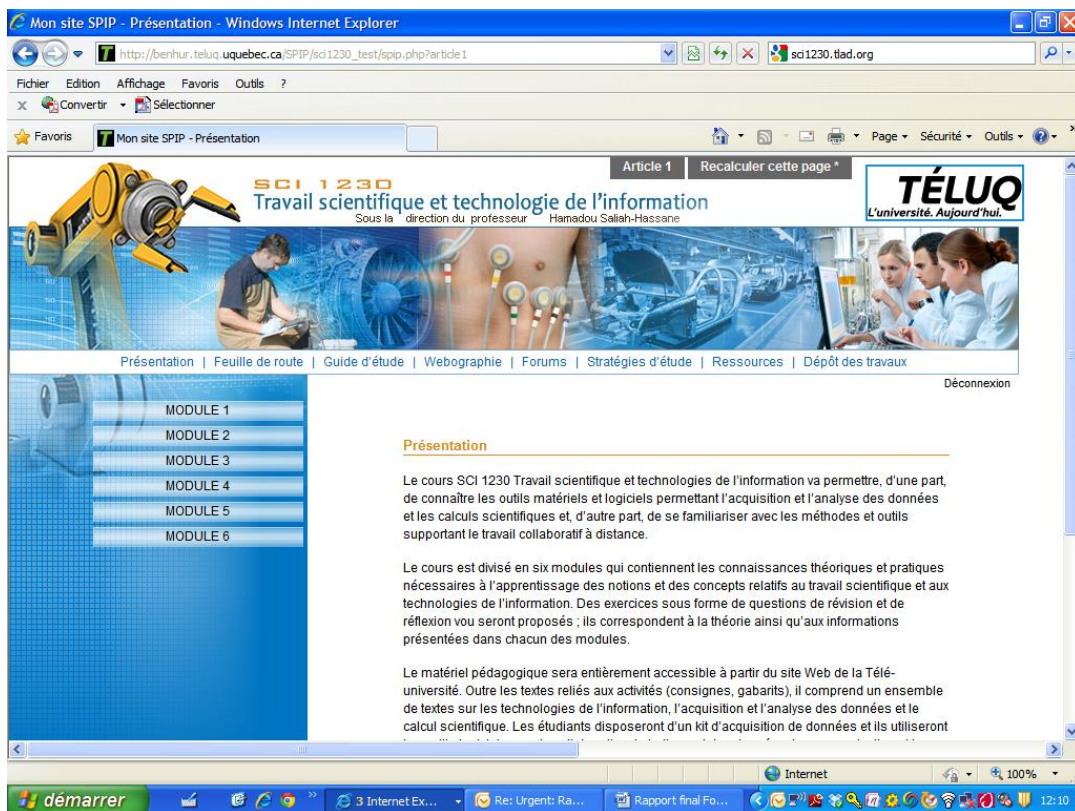 Mon site SPIP - Présentation - Windows Internet Explorer
http://benhur.teluq.uquebec.ca/SPIP/sci1230_test/spip.php?article1
sci1230.tlad.org
Fichier Edition Affichage Favoris Outils ?
x Convertir Sélectionner
Favoris Mon site SPIP - Présentation Page Sécurité Outils
Article 1 Recalculer cette page *
SCI 1230
Travail scientifique et technologie de l'information
Sous la direction du professeur Hamadou Saliah-Hassane
TÉLUQ
L'université. Aujourd'hui.
Présentation | Feuille de route | Guide d'étude | Webographie | Forums | Stratégies d'étude | Ressources | Dépôt des travaux
Déconnexion
MODULE 1
MODULE 2
MODULE 3
MODULE 4
MODULE 5
MODULE 6
Présentation
Le cours SCI 1230 Travail scientifique et technologies de l'information va permettre, d'une part,
de connaître les outils matériels et logiciels permettant l'acquisition et l'analyse des données
et les calculs scientifiques et, d'autre part, de se familiariser avec les méthodes et outils
supportant le travail collaboratif à distance.
Le cours est divisé en six modules qui contiennent les connaissances théoriques et pratiques
nécessaires à l'apprentissage des notions et des concepts relatifs au travail scientifique et aux
technologies de l'information. Des exercices sous forme de questions de révision et de
réflexion vou seront proposés ; ils correspondent à la théorie ainsi qu'aux informations
présentées dans chacun des modules.
Le matériel pédagogique sera entièrement accessible à partir du site Web de la Télé-
université. Outre les textes reliés aux activités (consignes, gabarits), il comprend un ensemble
de textes sur les technologies de l'information, l'acquisition et l'analyse des données et le
calcul scientifique. Les étudiants disposeront d'un kit d'acquisition de données et ils utiliseront
Internet 100%
démarrer 3 Internet Ex... Re: Urgent: Ra... Rapport final Fo... 12:10